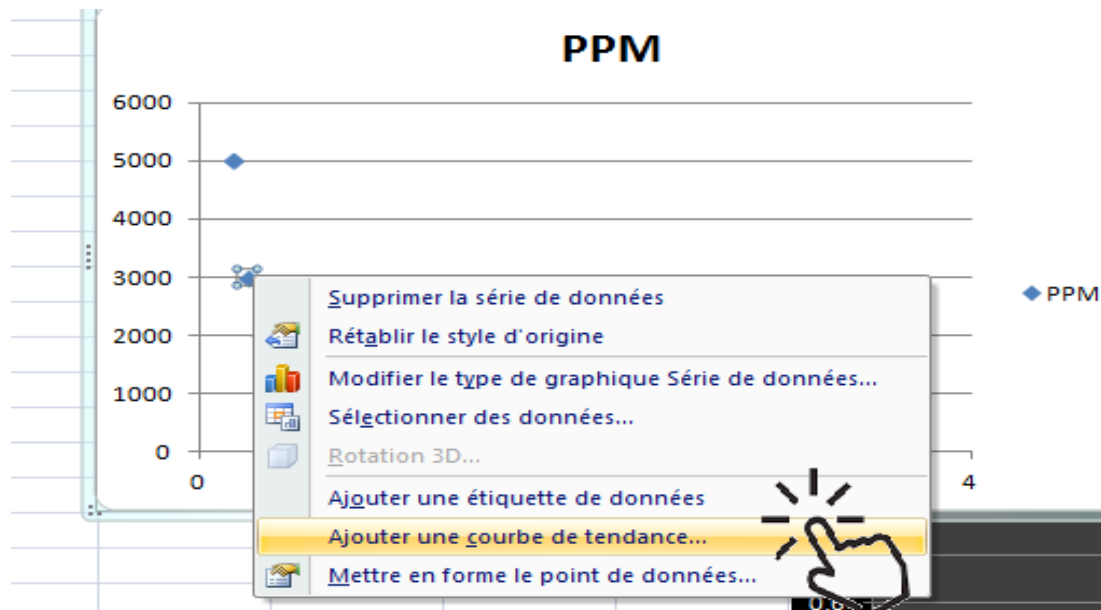 PPM
6000
5000
4000
3000
2000
1000
0
0
4
PPM
Supprimer la série de données
Rétablir le style d'origine
Modifier le type de graphique Série de données...
Sélectionner des données...
Rotation 3D...
Ajouter une étiquette de données
Ajouter une courbe de tendance...
Mettre en forme le point de données...